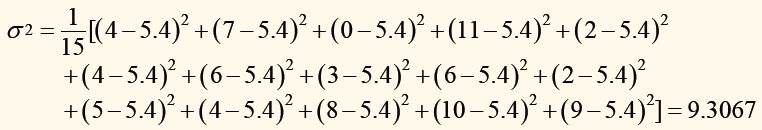 σ² = 1/15[(4−5.4)² + (7−5.4)² + (0−5.4)² + (11−5.4)² + (2−5.4)²
+(4−5.4)² + (6−5.4)² + (3−5.4)² + (6−5.4)² + (2−5.4)²
+(5−5.4)² + (4−5.4)² + (8−5.4)² + (10−5.4)² + (9−5.4)²] = 9.3067